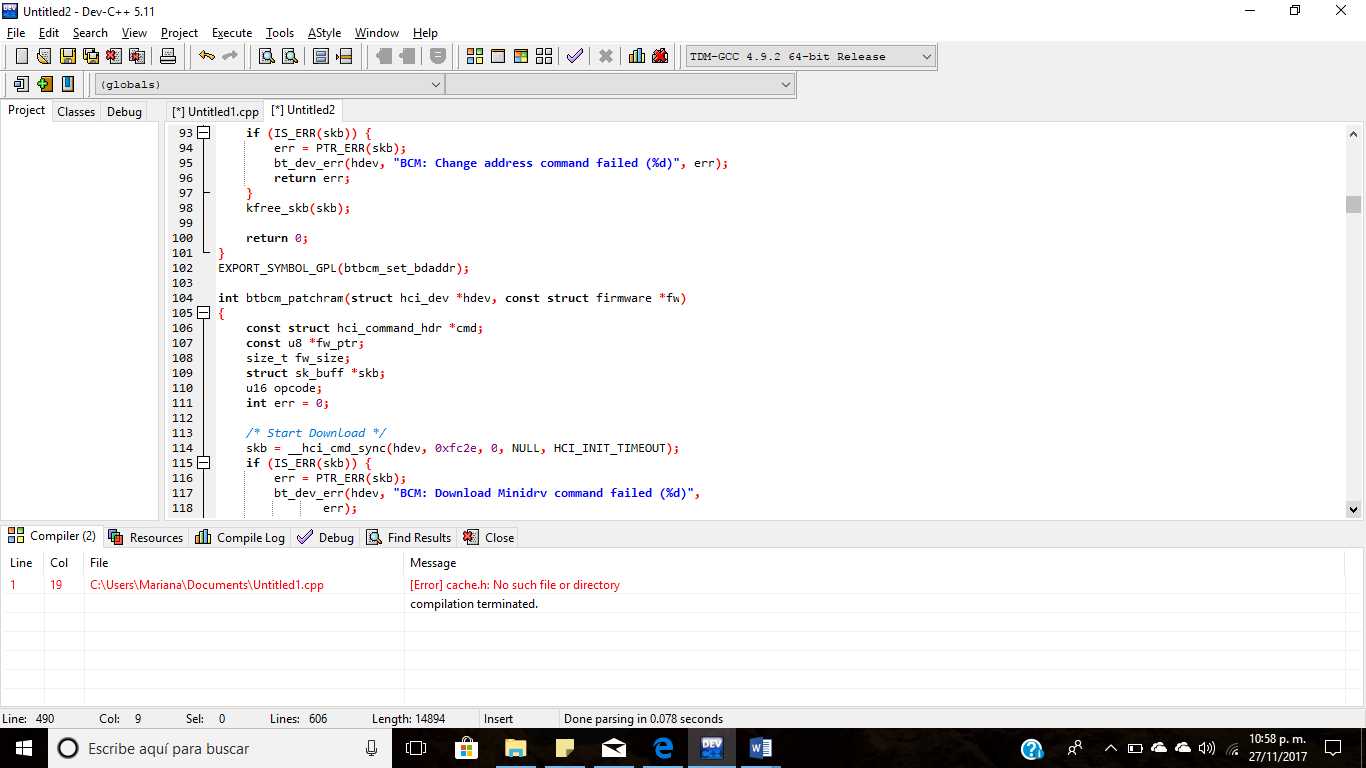 Untitled2 - Dev-C++ 5.11
File Edit Search View Project Execute Tools AStyle Window Help
TDM-GCC 4.9.2 64-bit Release
(globals)
Project Classes Debug [*] Untitled1.cpp [*] Untitled2
93 if (IS_ERR(skb)) {
94 err = PTR_ERR(skb);
95 bt_dev_err(hdev, "BCM: Change address command failed (%d)", err);
96 return err;
97 }
98 kfree_skb(skb);
99
100 return 0;
101 }
102 EXPORT_SYMBOL_GPL(btbcm_set_bdaddr);
103
104 int btbcm_patchram(struct hci_dev *hdev, const struct firmware *fw)
105 {
106 const struct hci_command_hdr *cmd;
107 const u8 *fw_ptr;
108 size_t fw_size;
109 struct sk_buff *skb;
110 u16 opcode;
111 int err = 0;
112
113 /* Start Download */
114 skb = __hci_cmd_sync(hdev, 0xfc2e, 0, NULL, HCI_INIT_TIMEOUT);
115 if (IS_ERR(skb)) {
116 err = PTR_ERR(skb);
117 bt_dev_err(hdev, "BCM: Download Minidrv command failed (%d)",
118 err);
Compiler (2) Resources Compile Log Debug Find Results Close
Line Col File Message
1 19 C:\Users\Mariana\Documents\Untitled1.cpp [Error] cache.h: No such file or directory
compilation terminated.
Line: 490 Col: 9 Sel: 0 Lines: 606 Length: 14894 Insert Done parsing in 0.078 seconds
Escribe aquí para buscar
10:58 p. m.
27/11/2017